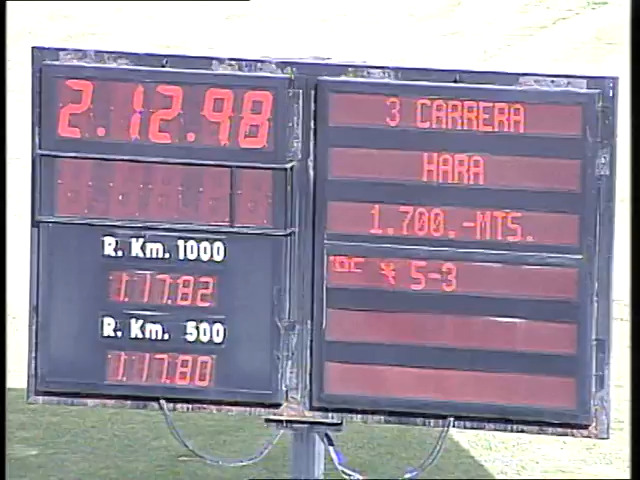 2.12.98
R. Km. 1000
1.17.82
R. Km. 500
1.17.80
3 CARRERA
HARA
1.700.-MTS.
5-3